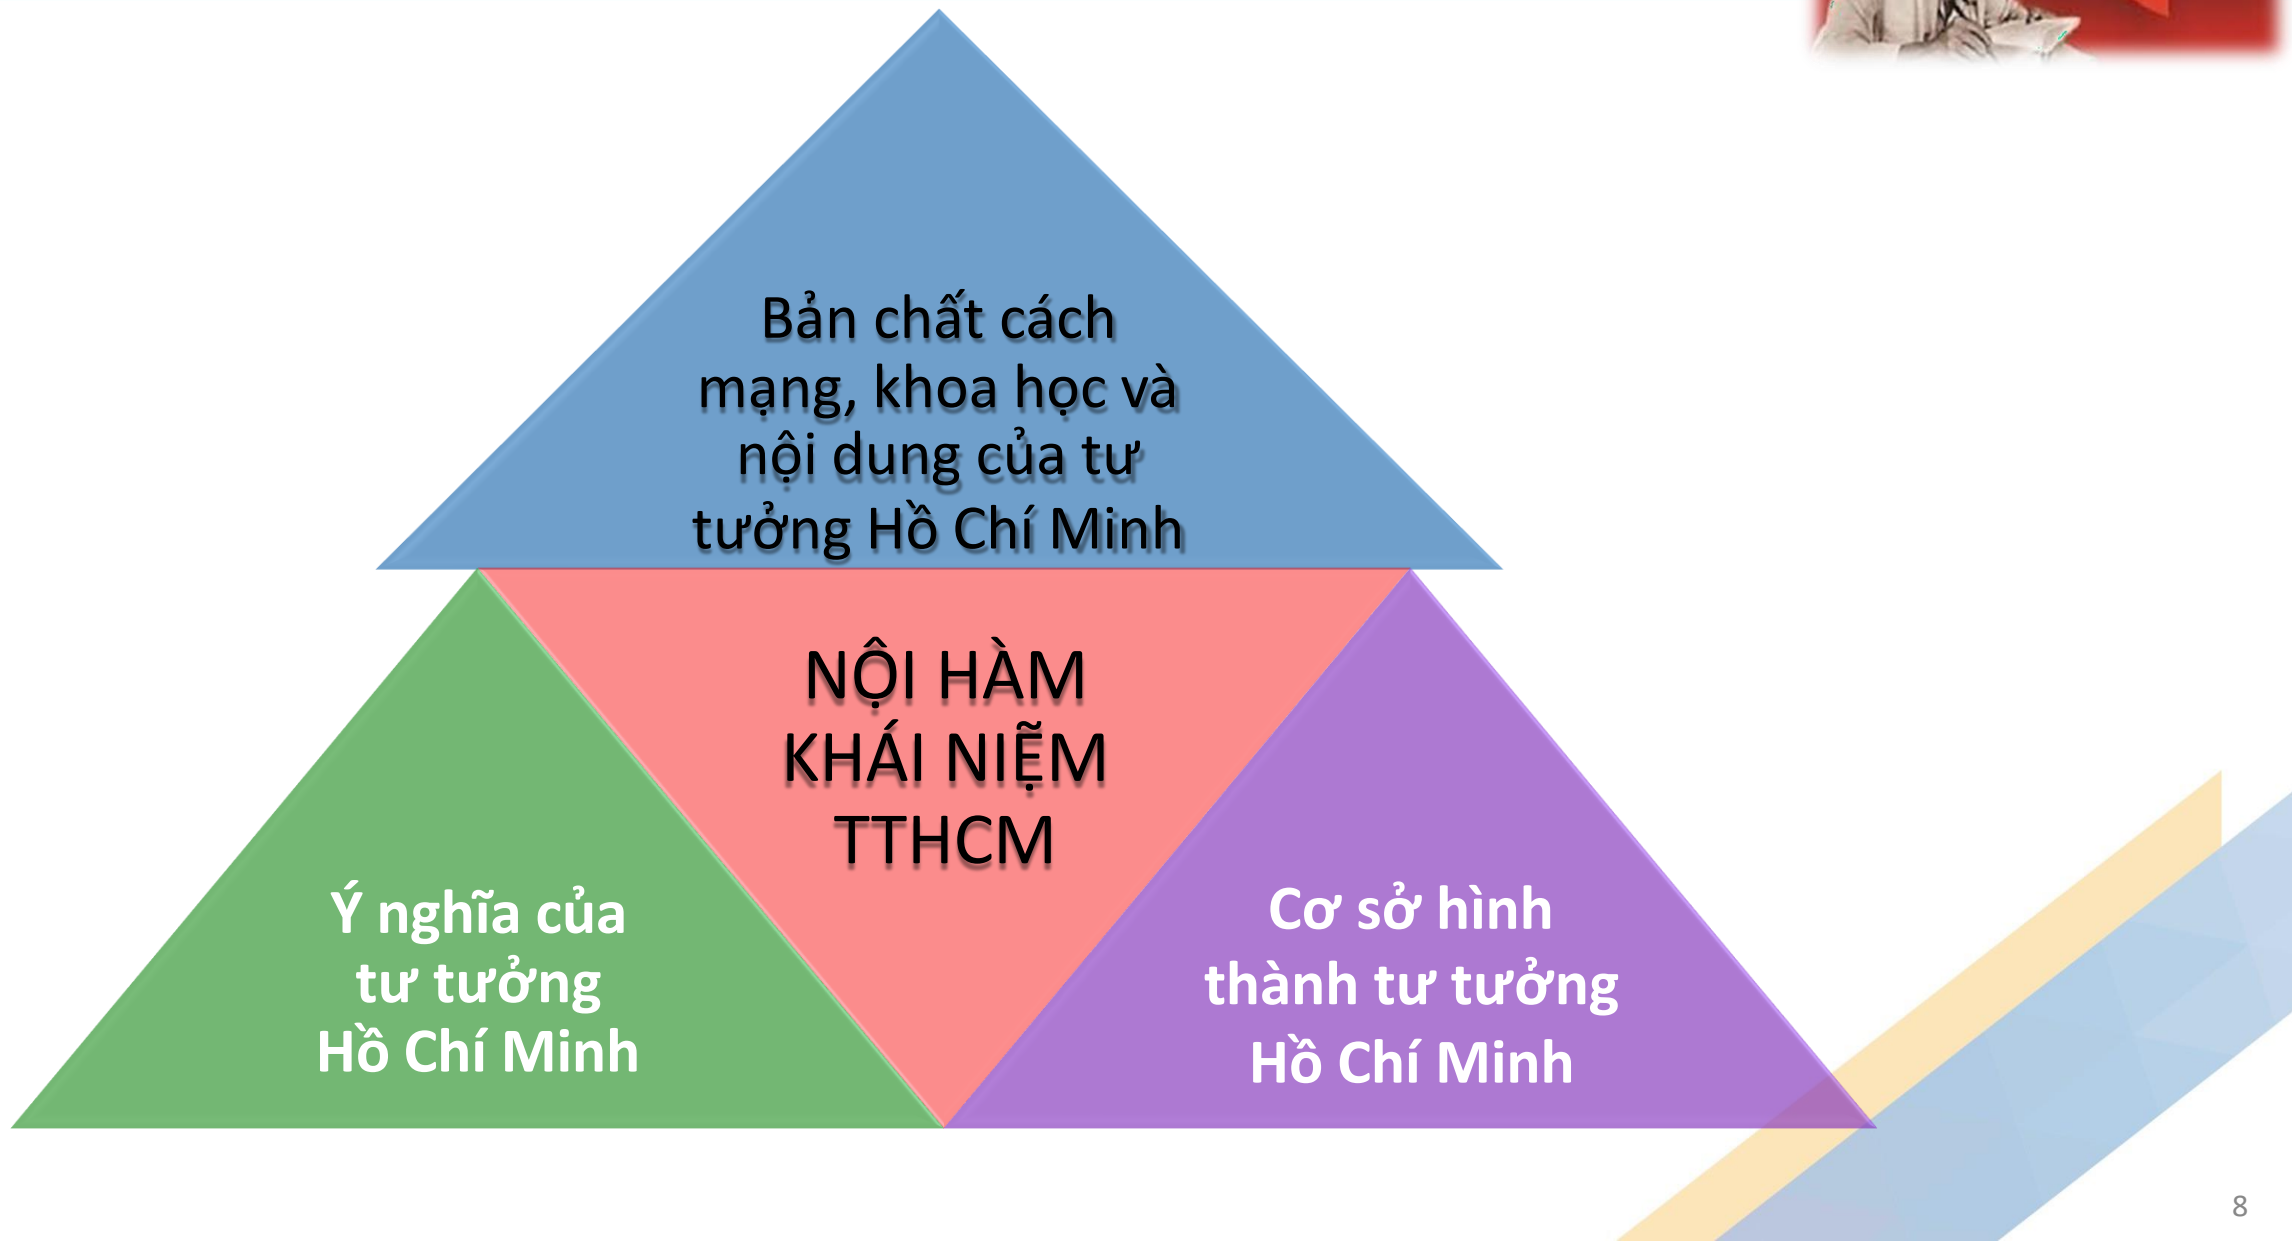 Bản chất cách
mạng, khoa học và
nội dung của tư
tưởng Hồ Chí Minh
NỘI HÀM
KHÁI NIỆM
TTHCM
Ý nghĩa của
tư tưởng
Hồ Chí Minh
Cơ sở hình
thành tư tưởng
Hồ Chí Minh
8